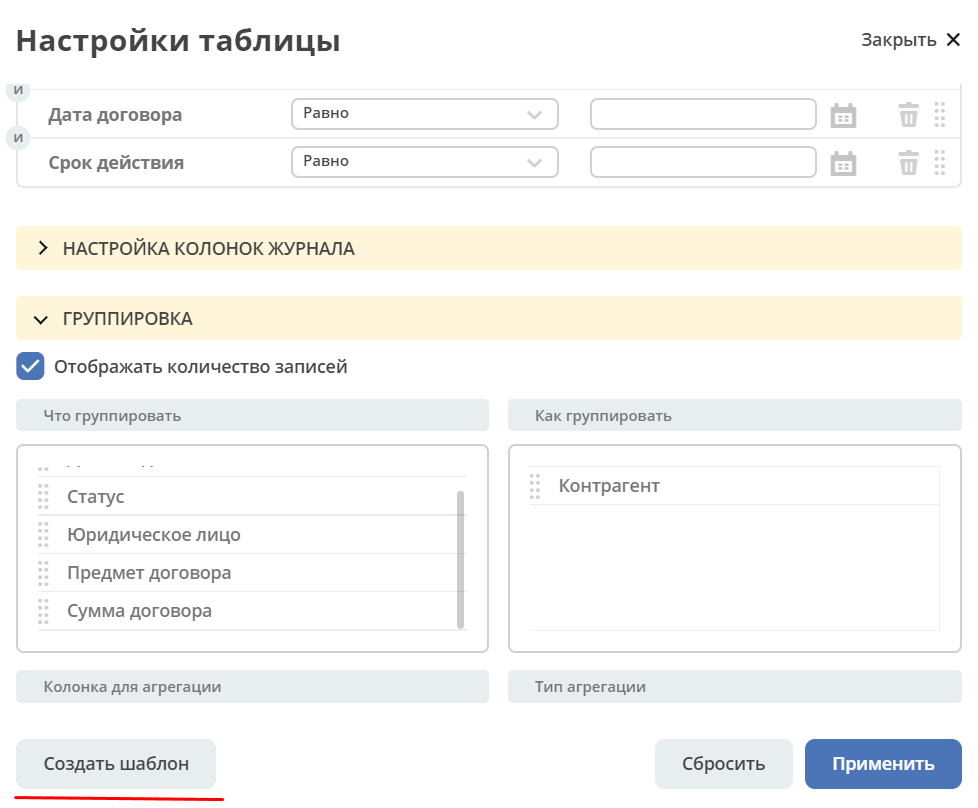 Настройки таблицы
Закрыть
и
Дата договора Равно
и
Срок действия Равно
НАСТРОЙКА КОЛОНОК ЖУРНАЛА
ГРУППИРОВКА
Отображать количество записей
Что группировать Как группировать
Контрагент
Статус
Юридическое лицо
Предмет договора
Сумма договора
Колонка для агрегации Тип агрегации
Создать шаблон Сбросить Применить